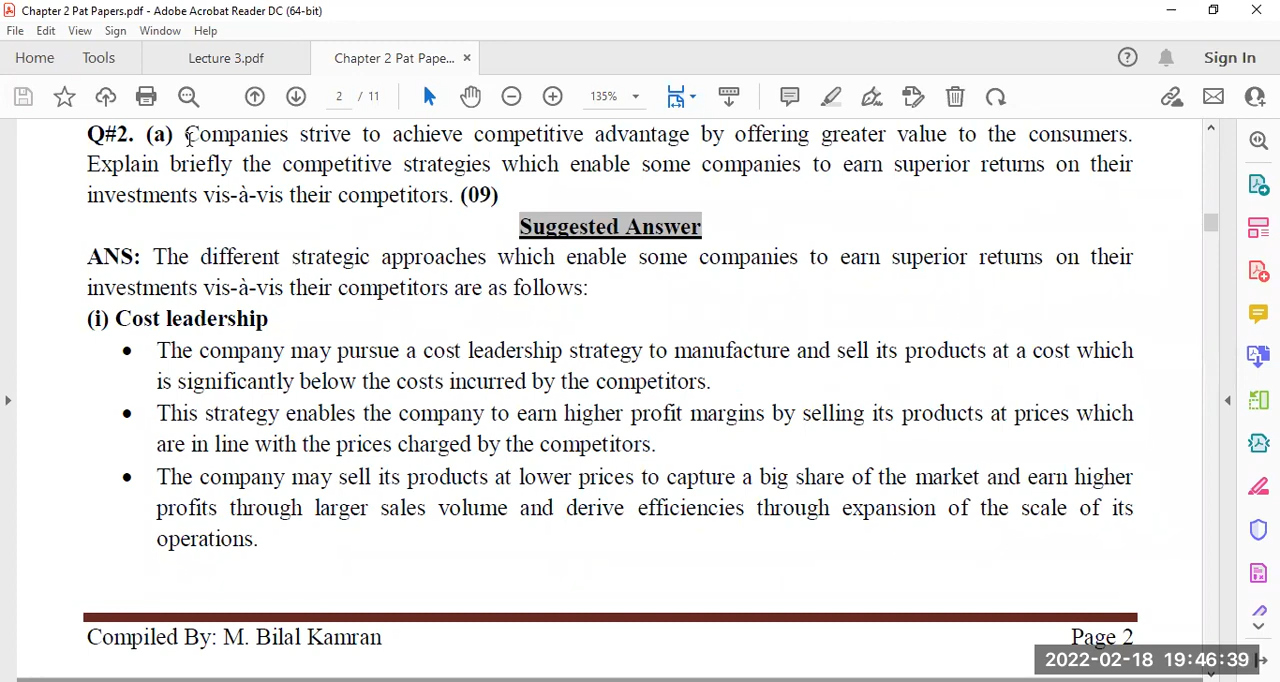 Chapter 2 Pat Papers.pdf - Adobe Acrobat Reader DC (64-bit)
File Edit View Sign Window Help
Home Tools Lecture 3.pdf Chapter 2 Pat Pape... × Sign In
2 / 11 135%
Q#2. (a) Companies strive to achieve competitive advantage by offering greater value to the consumers.
Explain briefly the competitive strategies which enable some companies to earn superior returns on their
investments vis-à-vis their competitors. (09)
Suggested Answer
ANS: The different strategic approaches which enable some companies to earn superior returns on their
investments vis-à-vis their competitors are as follows:
(i) Cost leadership
• The company may pursue a cost leadership strategy to manufacture and sell its products at a cost which
is significantly below the costs incurred by the competitors.
• This strategy enables the company to earn higher profit margins by selling its products at prices which
are in line with the prices charged by the competitors.
• The company may sell its products at lower prices to capture a big share of the market and earn higher
profits through larger sales volume and derive efficiencies through expansion of the scale of its
operations.
Compiled By: M. Bilal Kamran Page 2
2022-02-18 19:46:39